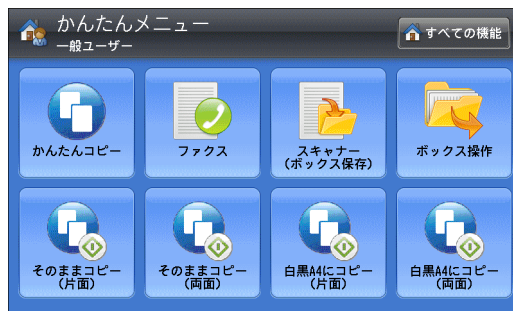 かんたんメニュー
一般ユーザー
すべての機能
かんたんコピー
ファクス
スキャナー
(ボックス保存)
ボックス操作
そのままコピー
(片面)
そのままコピー
(両面)
白黒A4にコピー
(片面)
白黒A4にコピー
(両面)